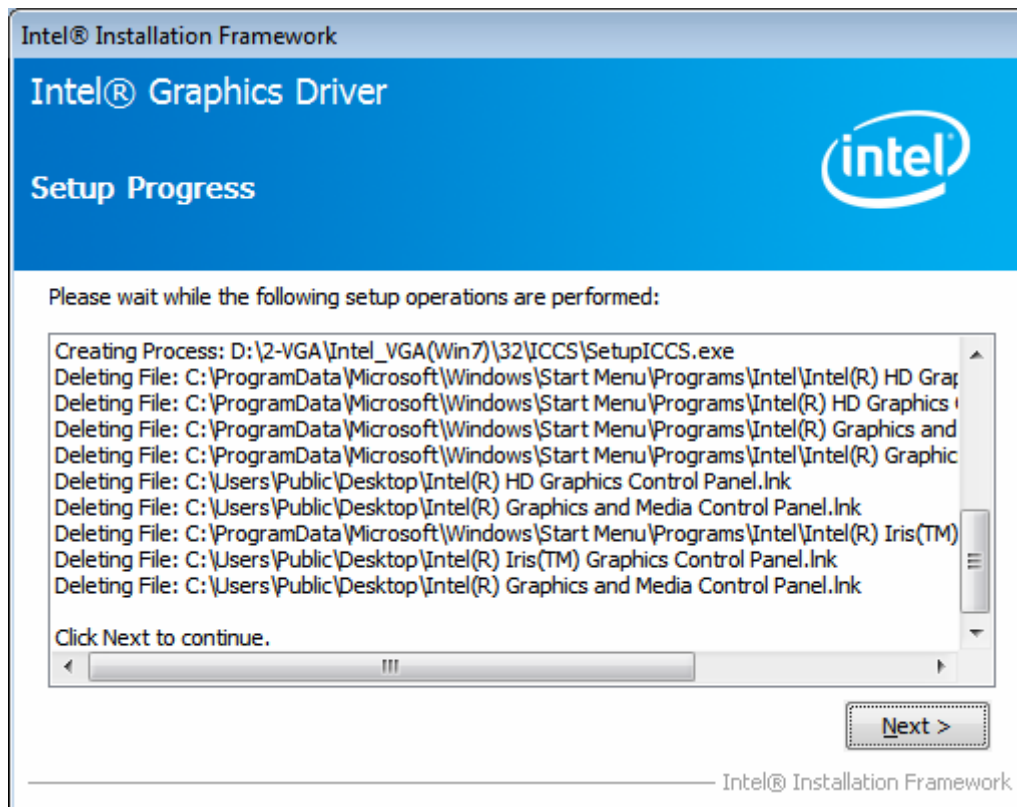 Intel® Installation Framework
Intel® Graphics Driver
intel
Setup Progress
Please wait while the following setup operations are performed:
Creating Process: D:\2-VGA\Intel_VGA(Win7)\32\ICCS\SetupICCS.exe
Deleting File: C:\ProgramData\Microsoft\Windows\Start Menu\Programs\Intel\Intel(R) HD Grap
Deleting File: C:\ProgramData\Microsoft\Windows\Start Menu\Programs\Intel(R) HD Graphics
Deleting File: C:\ProgramData\Microsoft\Windows\Start Menu\Programs\Intel(R) Graphics and
Deleting File: C:\ProgramData\Microsoft\Windows\Start Menu\Programs\Intel\Intel(R) Graphic
Deleting File: C:\Users\Public\Desktop\Intel(R) HD Graphics Control Panel.lnk
Deleting File: C:\Users\Public\Desktop\Intel(R) Graphics and Media Control Panel.lnk
Deleting File: C:\ProgramData\Microsoft\Windows\Start Menu\Programs\Intel\Intel(R) Iris(TM)
Deleting File: C:\Users\Public\Desktop\Intel(R) Iris(TM) Graphics Control Panel.lnk
Deleting File: C:\Users\Public\Desktop\Intel(R) Graphics and Media Control Panel.lnk
Click Next to continue.
Next >
Intel® Installation Framework